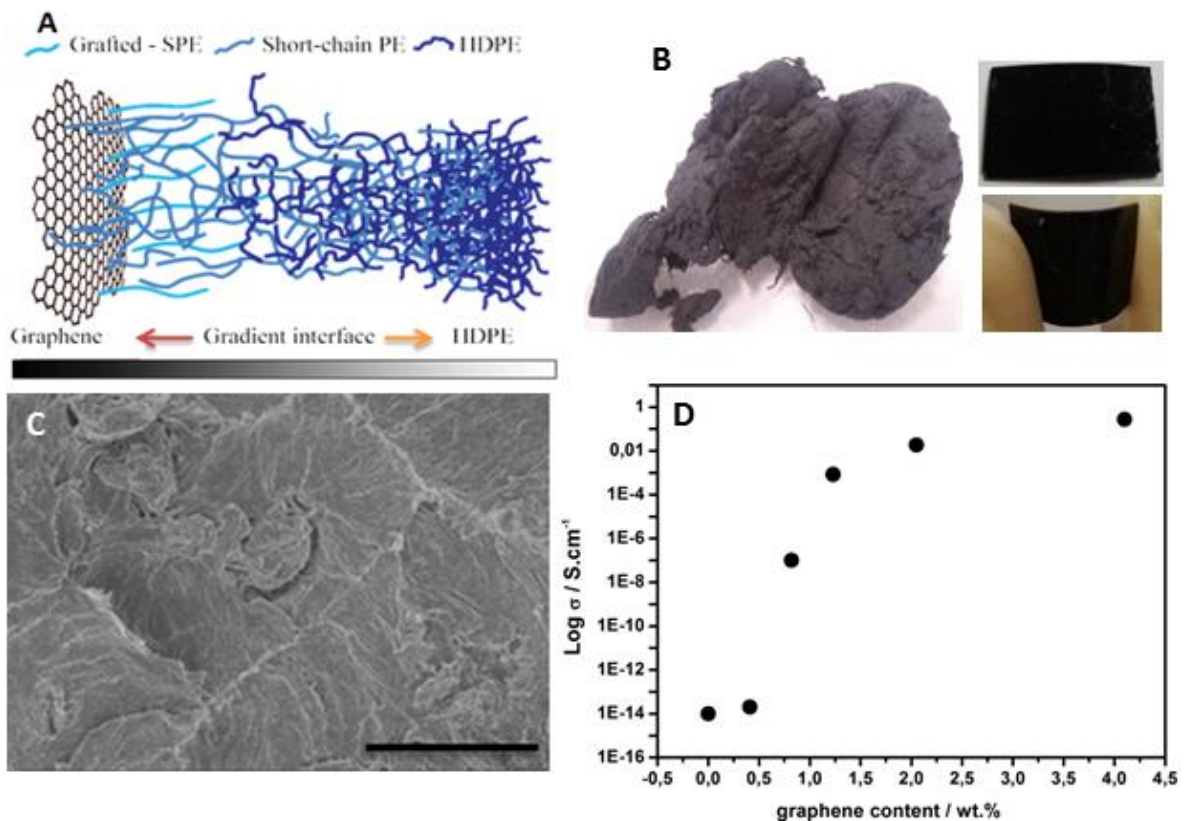 A
Grafted - SPE Short-chain PE HDPE
Graphene Gradient interface HDPE
B
C
D
Log σ / S.cm⁻¹
1
0,01
1E-4
1E-6
1E-8
1E-10
1E-12
1E-14
1E-16
-0,5 0,0 0,5 1,0 1,5 2,0 2,5 3,0 3,5 4,0 4,5
graphene content / wt.%